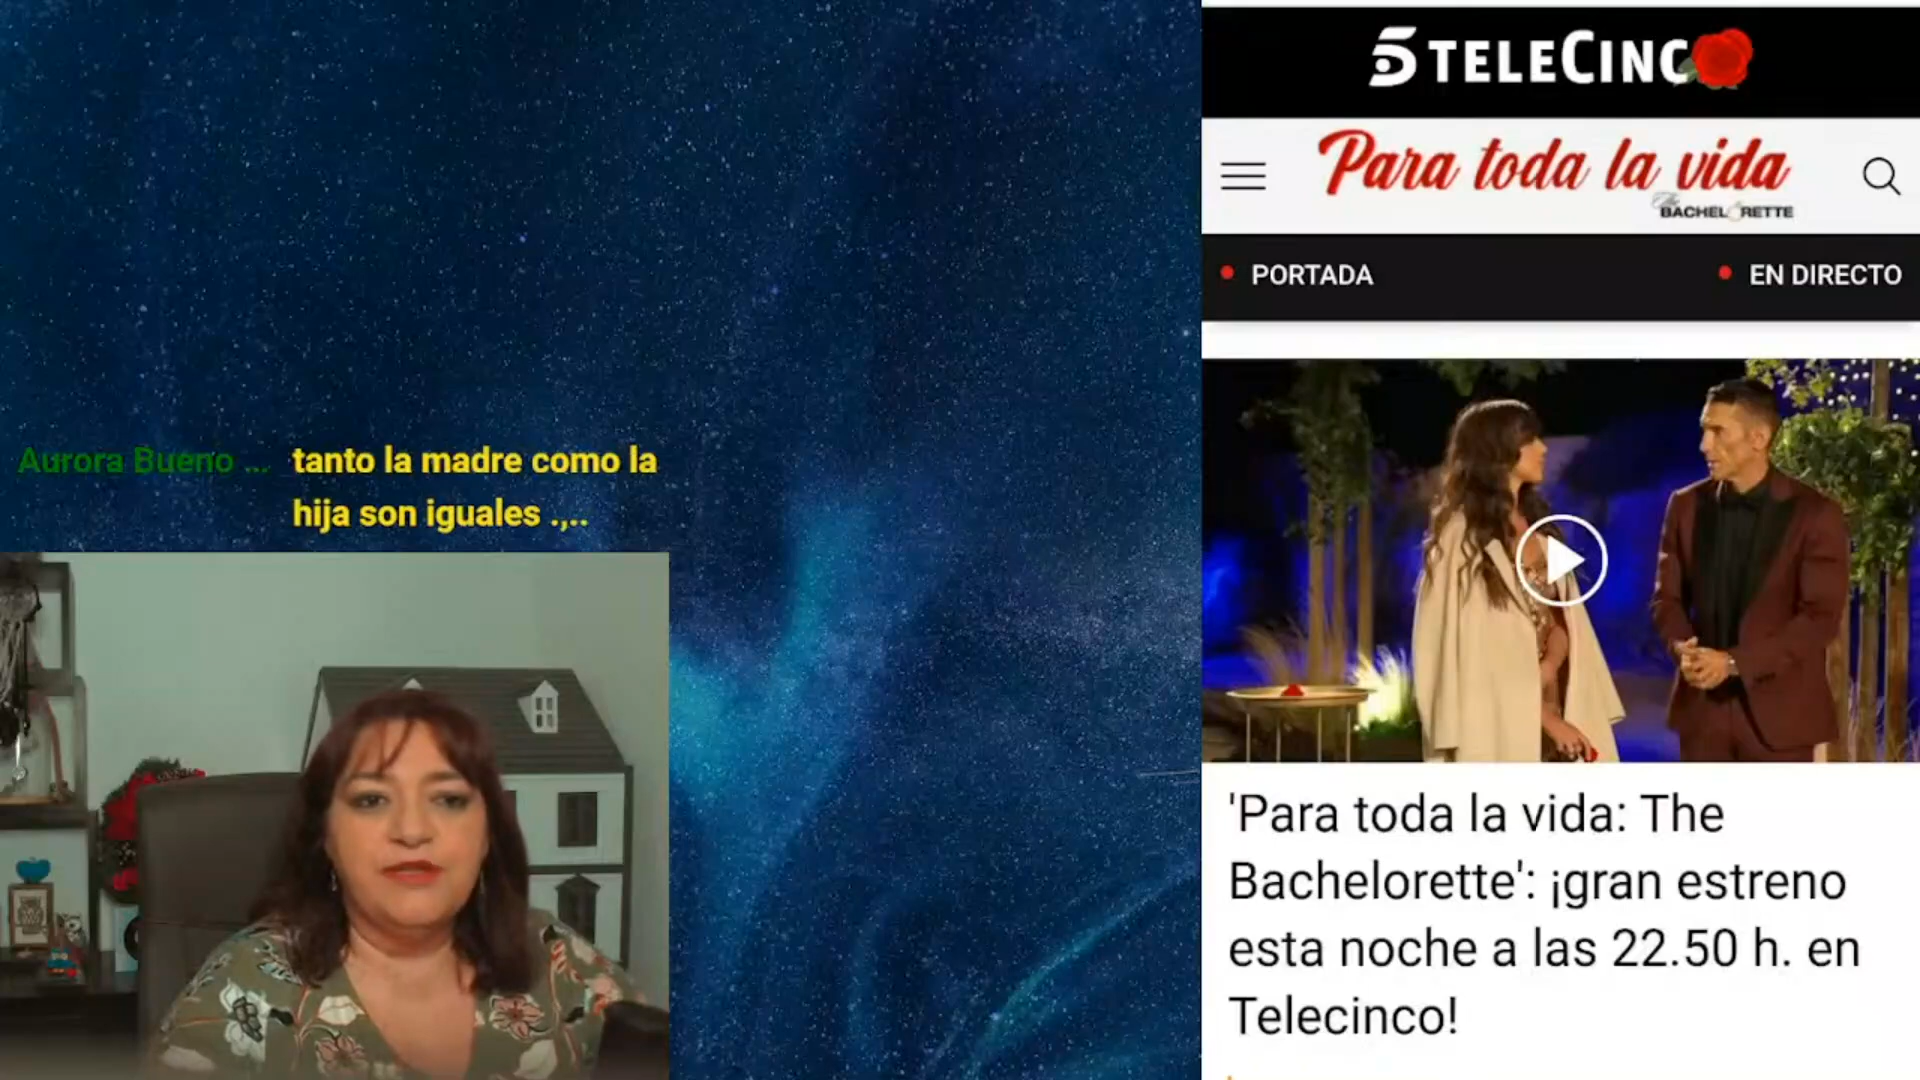 Aurora Bueno ... tanto la madre como la
hija son iguales .,..
5 TELECINCO
Para toda la vida
The
BACHELORETTE
PORTADA
EN DIRECTO
'Para toda la vida: The
Bachelorette': ¡gran estreno
esta noche a las 22.50 h. en
Telecinco!